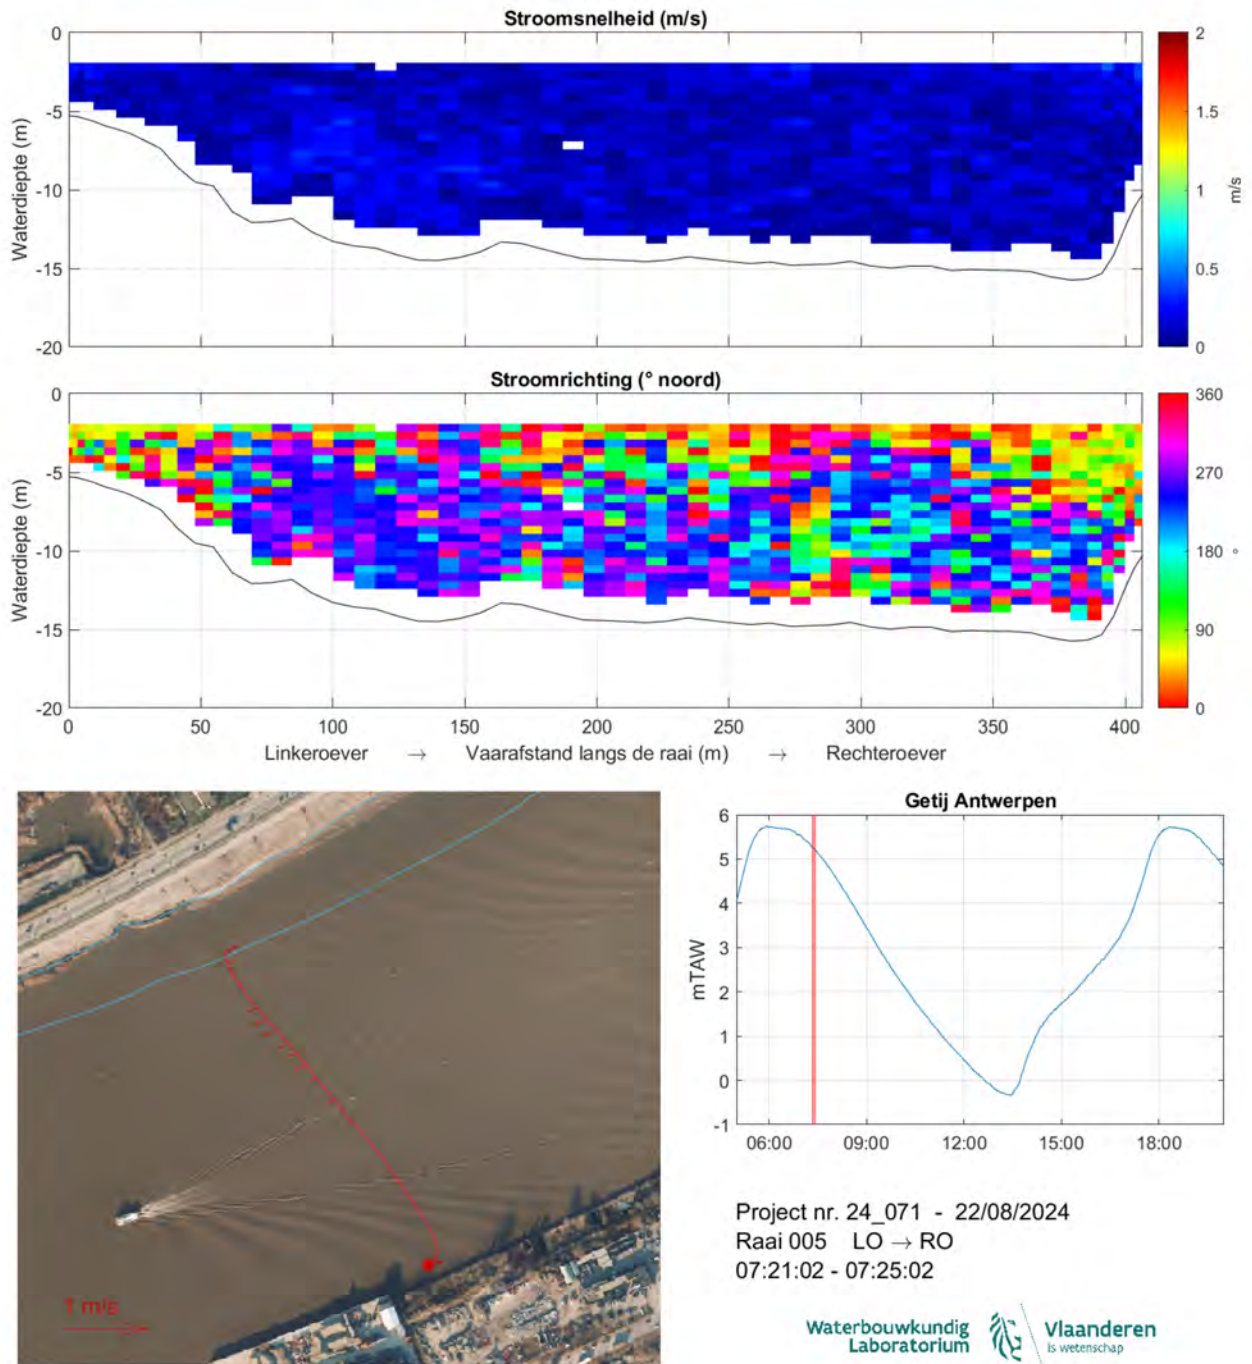 Stroomsnelheid (m/s)
0
-5
-10
-15
-20
Waterdiepte (m)
2
1.5
1
0.5
0
m/s
Stroomrichting (° noord)
0
-5
-10
-15
-20
Waterdiepte (m)
360
270
180
90
0
°
0 50 100 150 200 250 300 350 400
Linkeroever → Vaarafstand langs de raai (m) → Rechteroever
1 m/s
Getij Antwerpen
6
5
4
3
2
1
0
-1
mTAW
06:00 09:00 12:00 15:00 18:00
Project nr. 24_071 - 22/08/2024
Raai 005 LO → RO
07:21:02 - 07:25:02
Waterbouwkundig
Laboratorium
Vlaanderen
is wetenschap